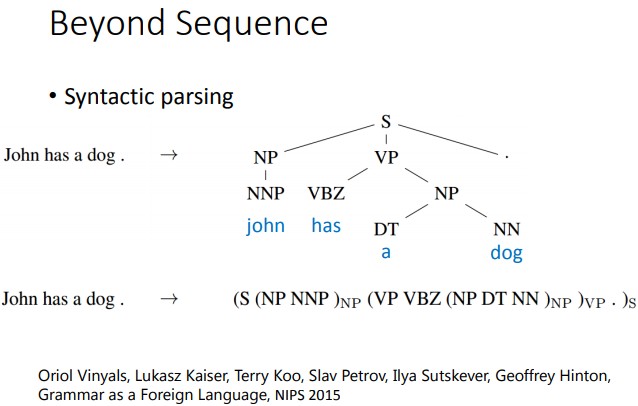 Beyond Sequence
• Syntactic parsing
S
John has a dog . → NP VP .
NNP VBZ NP
john has DT NN
a dog
John has a dog . → (S (NP NNP )NP (VP VBZ (NP DT NN )NP )VP . )S
Oriol Vinyals, Lukasz Kaiser, Terry Koo, Slav Petrov, Ilya Sutskever, Geoffrey Hinton,
Grammar as a Foreign Language, NIPS 2015